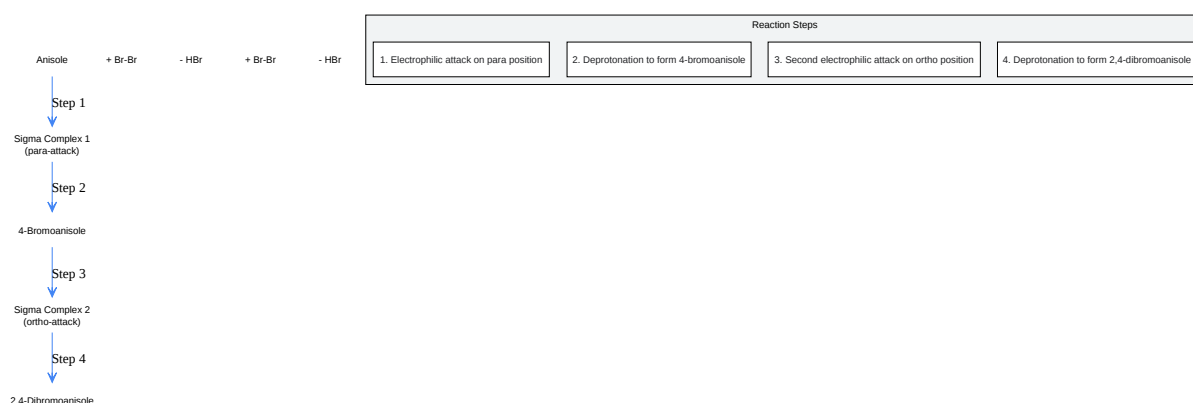 Reaction Steps
Anisole
+ Br-Br
- HBr
+ Br-Br
- HBr
1. Electrophilic attack on para position
2. Deprotonation to form 4-bromoanisole
3. Second electrophilic attack on ortho position
4. Deprotonation to form 2,4-dibromoanisole
Step 1
Sigma Complex 1
(para-attack)
Step 2
4-Bromoanisole
Step 3
Sigma Complex 2
(ortho-attack)
Step 4
2,4-Dibromoanisole